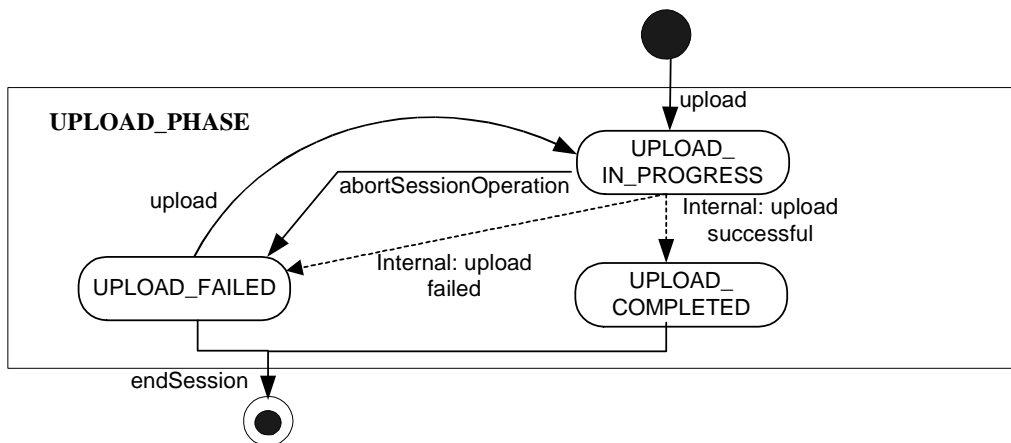 upload
UPLOAD_PHASE
UPLOAD_
IN_PROGRESS
abortSessionOperation
upload
Internal: upload
successful
Internal: upload
failed
UPLOAD_FAILED
UPLOAD_
COMPLETED
endSession